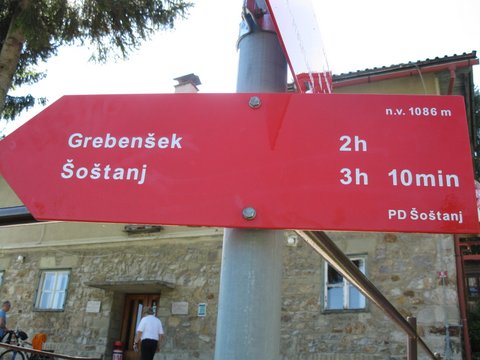 n.v. 1086 m
Grebenšek 2h
Šoštanj 3h 10min
PD Šoštanj